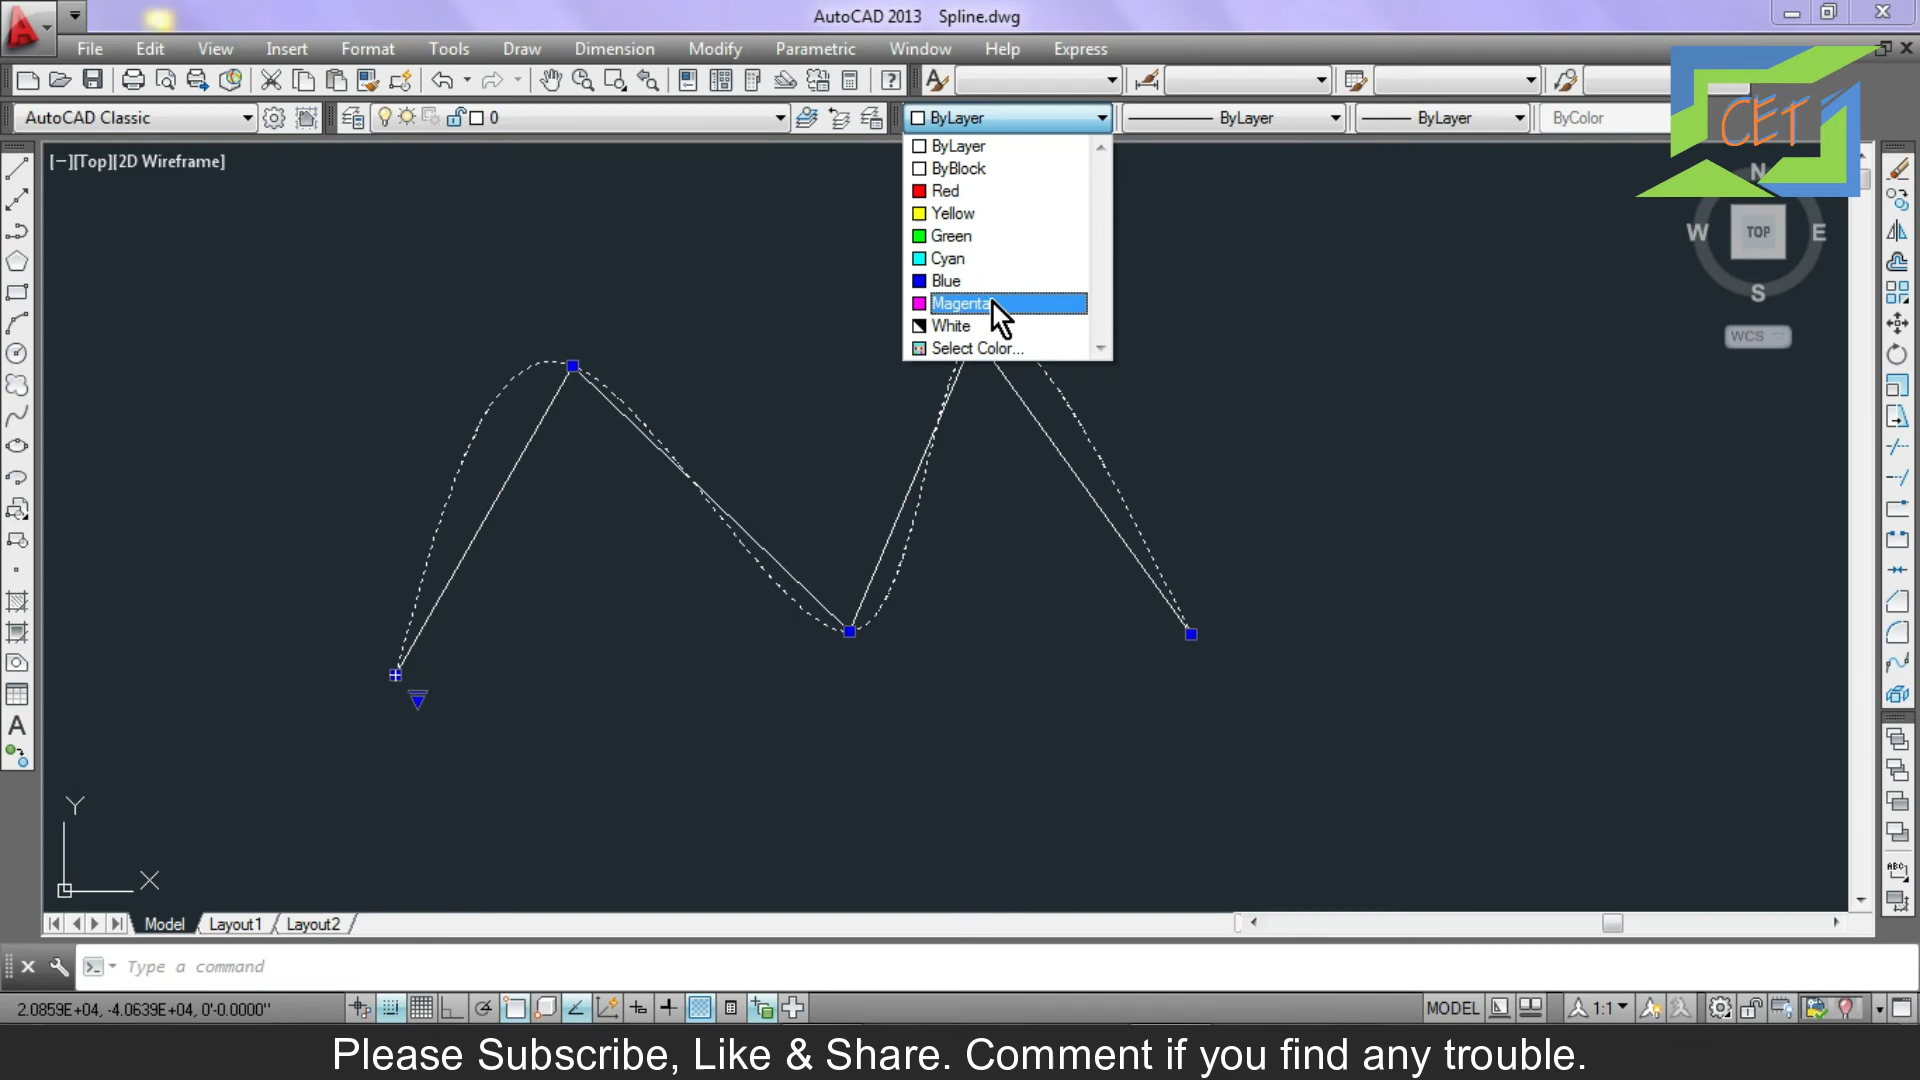 AutoCAD 2013 Spline.dwg
File Edit View Insert Format Tools Draw Dimension Modify Parametric Window Help Express
AutoCAD Classic 0 ByLayer ByLayer ByLayer ByColor
CET
[−][Top][2D Wireframe]
ByLayer
ByBlock
Red
Yellow
Green
Cyan
Blue
Magenta
White
Select Color...
N
W TOP E
S
WCS
A
ABC
Y
X
Model Layout1 Layout2
Type a command
2.0859E+04, -4.0639E+04, 0'-0.0000" MODEL 1:1
Please Subscribe, Like & Share. Comment if you find any trouble.